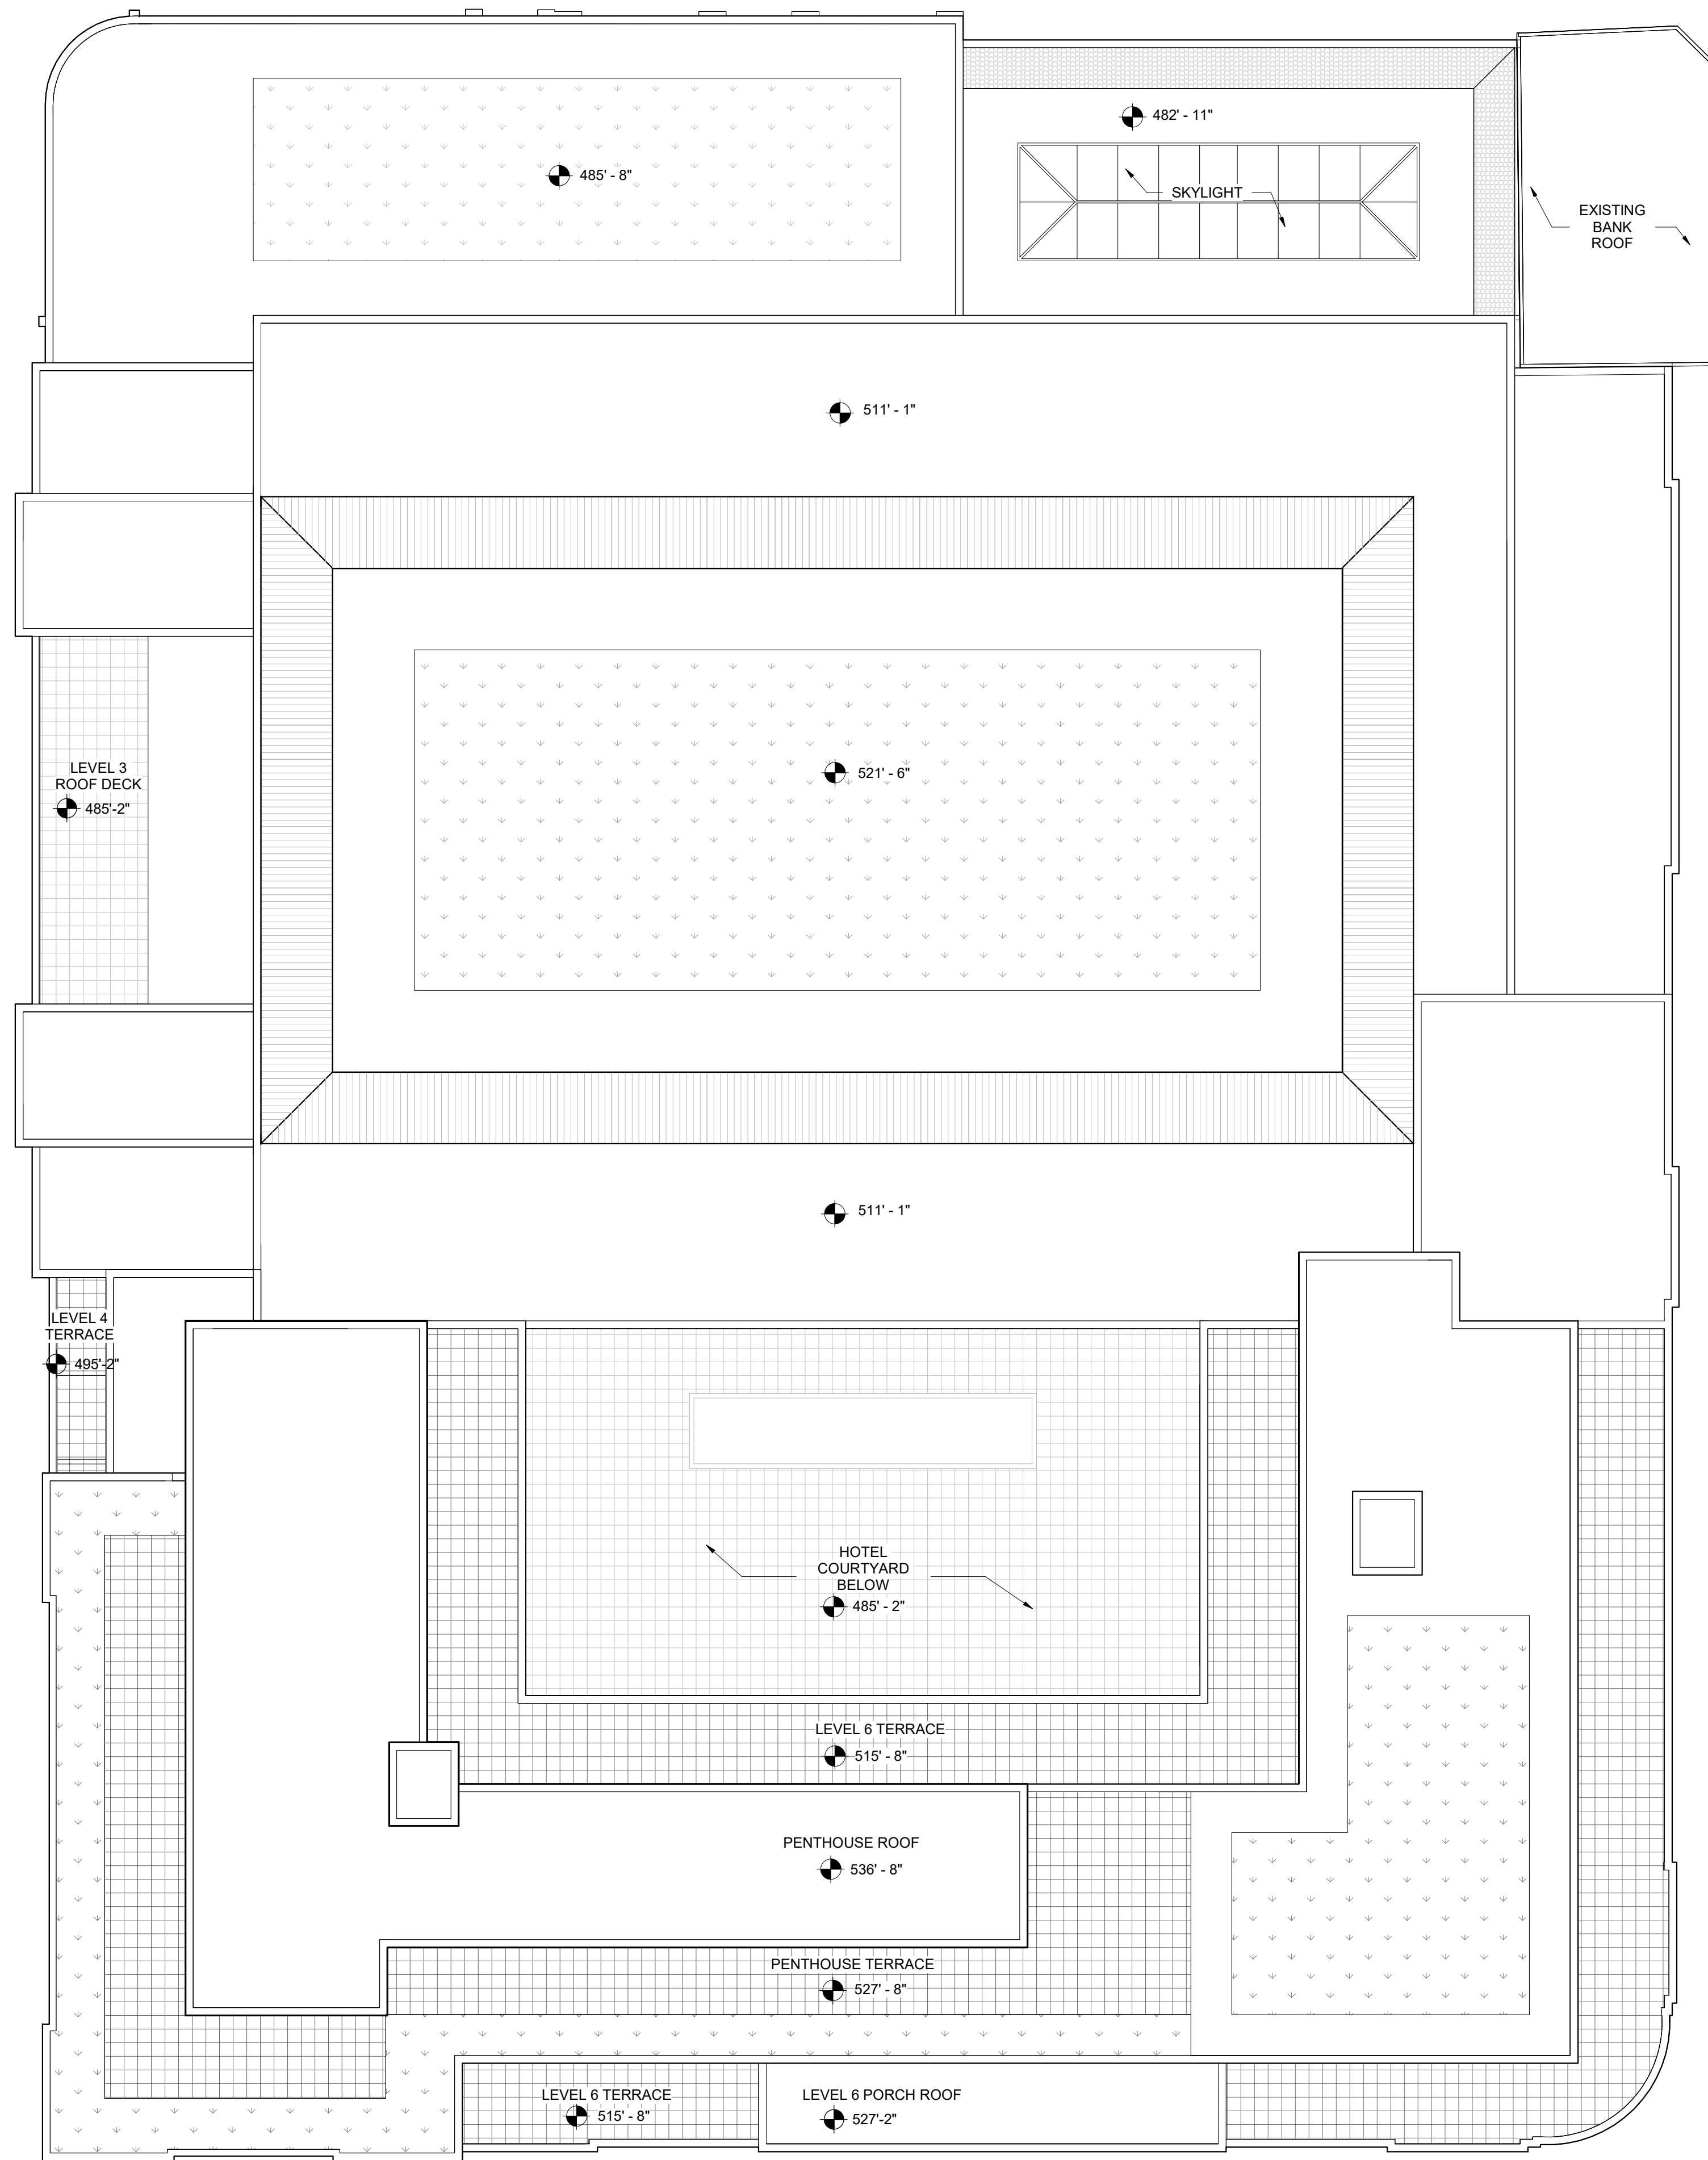 482' - 11"
485' - 8"
SKYLIGHT
EXISTING
BANK
ROOF
511' - 1"
521' - 6"
LEVEL 3
ROOF DECK
485'-2"
511' - 1"
LEVEL 4
TERRACE
495'-2"
HOTEL
COURTYARD
BELOW
485' - 2"
LEVEL 6 TERRACE
515' - 8"
PENTHOUSE ROOF
536' - 8"
PENTHOUSE TERRACE
527' - 8"
LEVEL 6 TERRACE
515' - 8"
LEVEL 6 PORCH ROOF
527'-2"